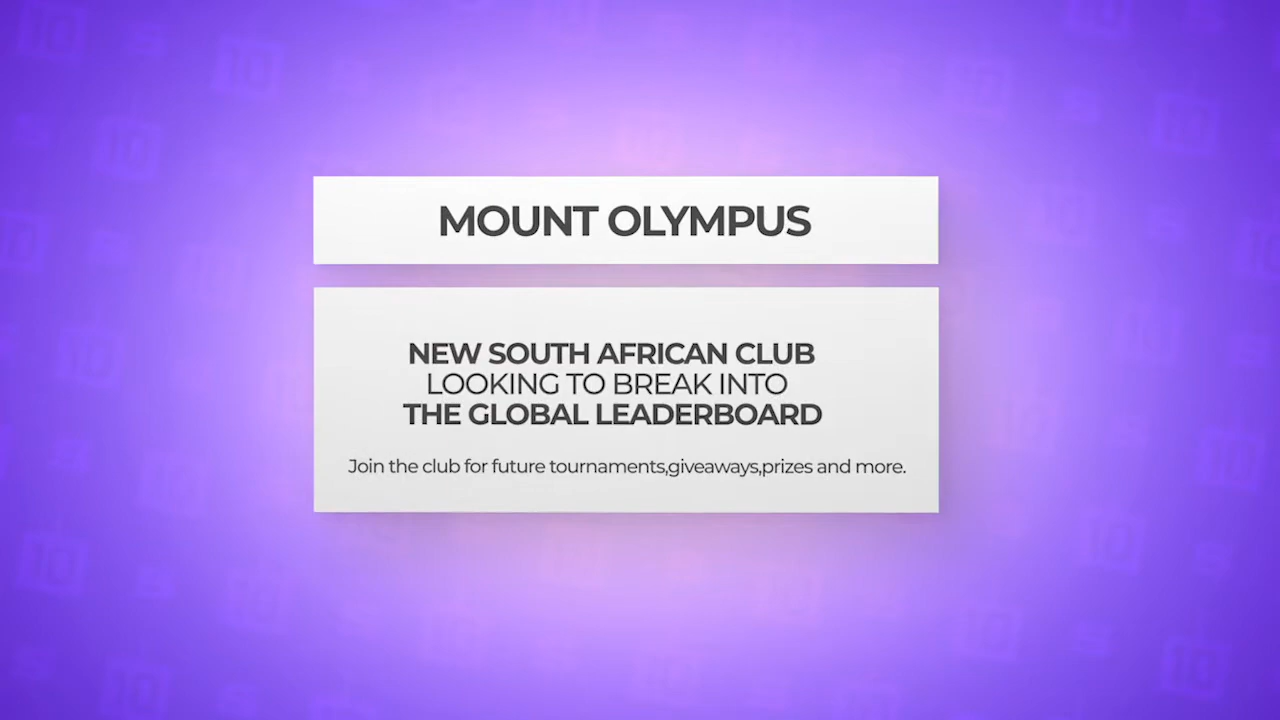 MOUNT OLYMPUS
NEW SOUTH AFRICAN CLUB
LOOKING TO BREAK INTO
THE GLOBAL LEADERBOARD
Join the club for future tournaments,giveaways,prizes and more.